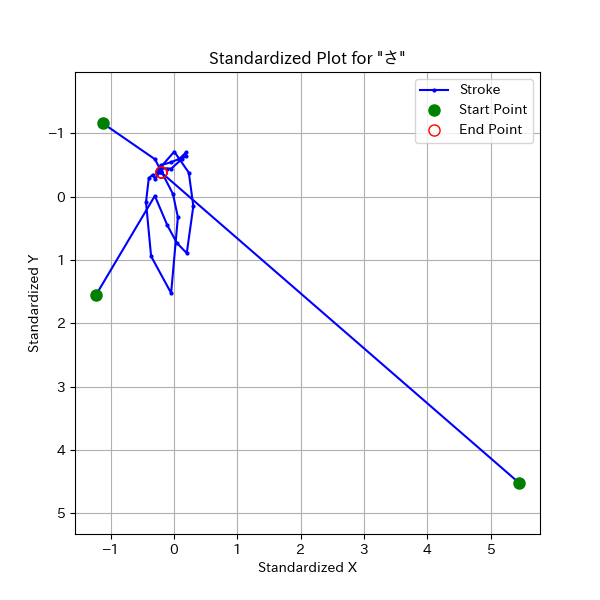 Standardized Plot for "さ"
Stroke
Start Point
End Point
Standardized Y
−1
0
1
2
3
4
5
−1 0 1 2 3 4 5
Standardized X